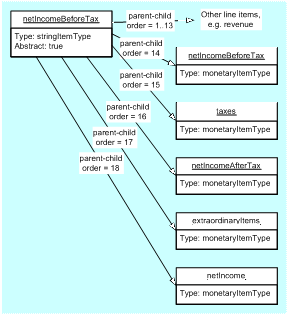 netIncomeBeforeTax
Type: stringItemType
Abstract: true
parent-child
order = 1..13
Other line items,
e.g. revenue
parent-child
order = 14
netIncomeBeforeTax
Type: monetaryItemType
parent-child
order = 15
taxes
Type: monetaryItemType
parent-child
order = 16
netIncomeAfterTax
Type: monetaryItemType
parent-child
order = 17
extraordinaryItems
Type: monetaryItemType
parent-child
order = 18
netIncome
Type: monetaryItemType